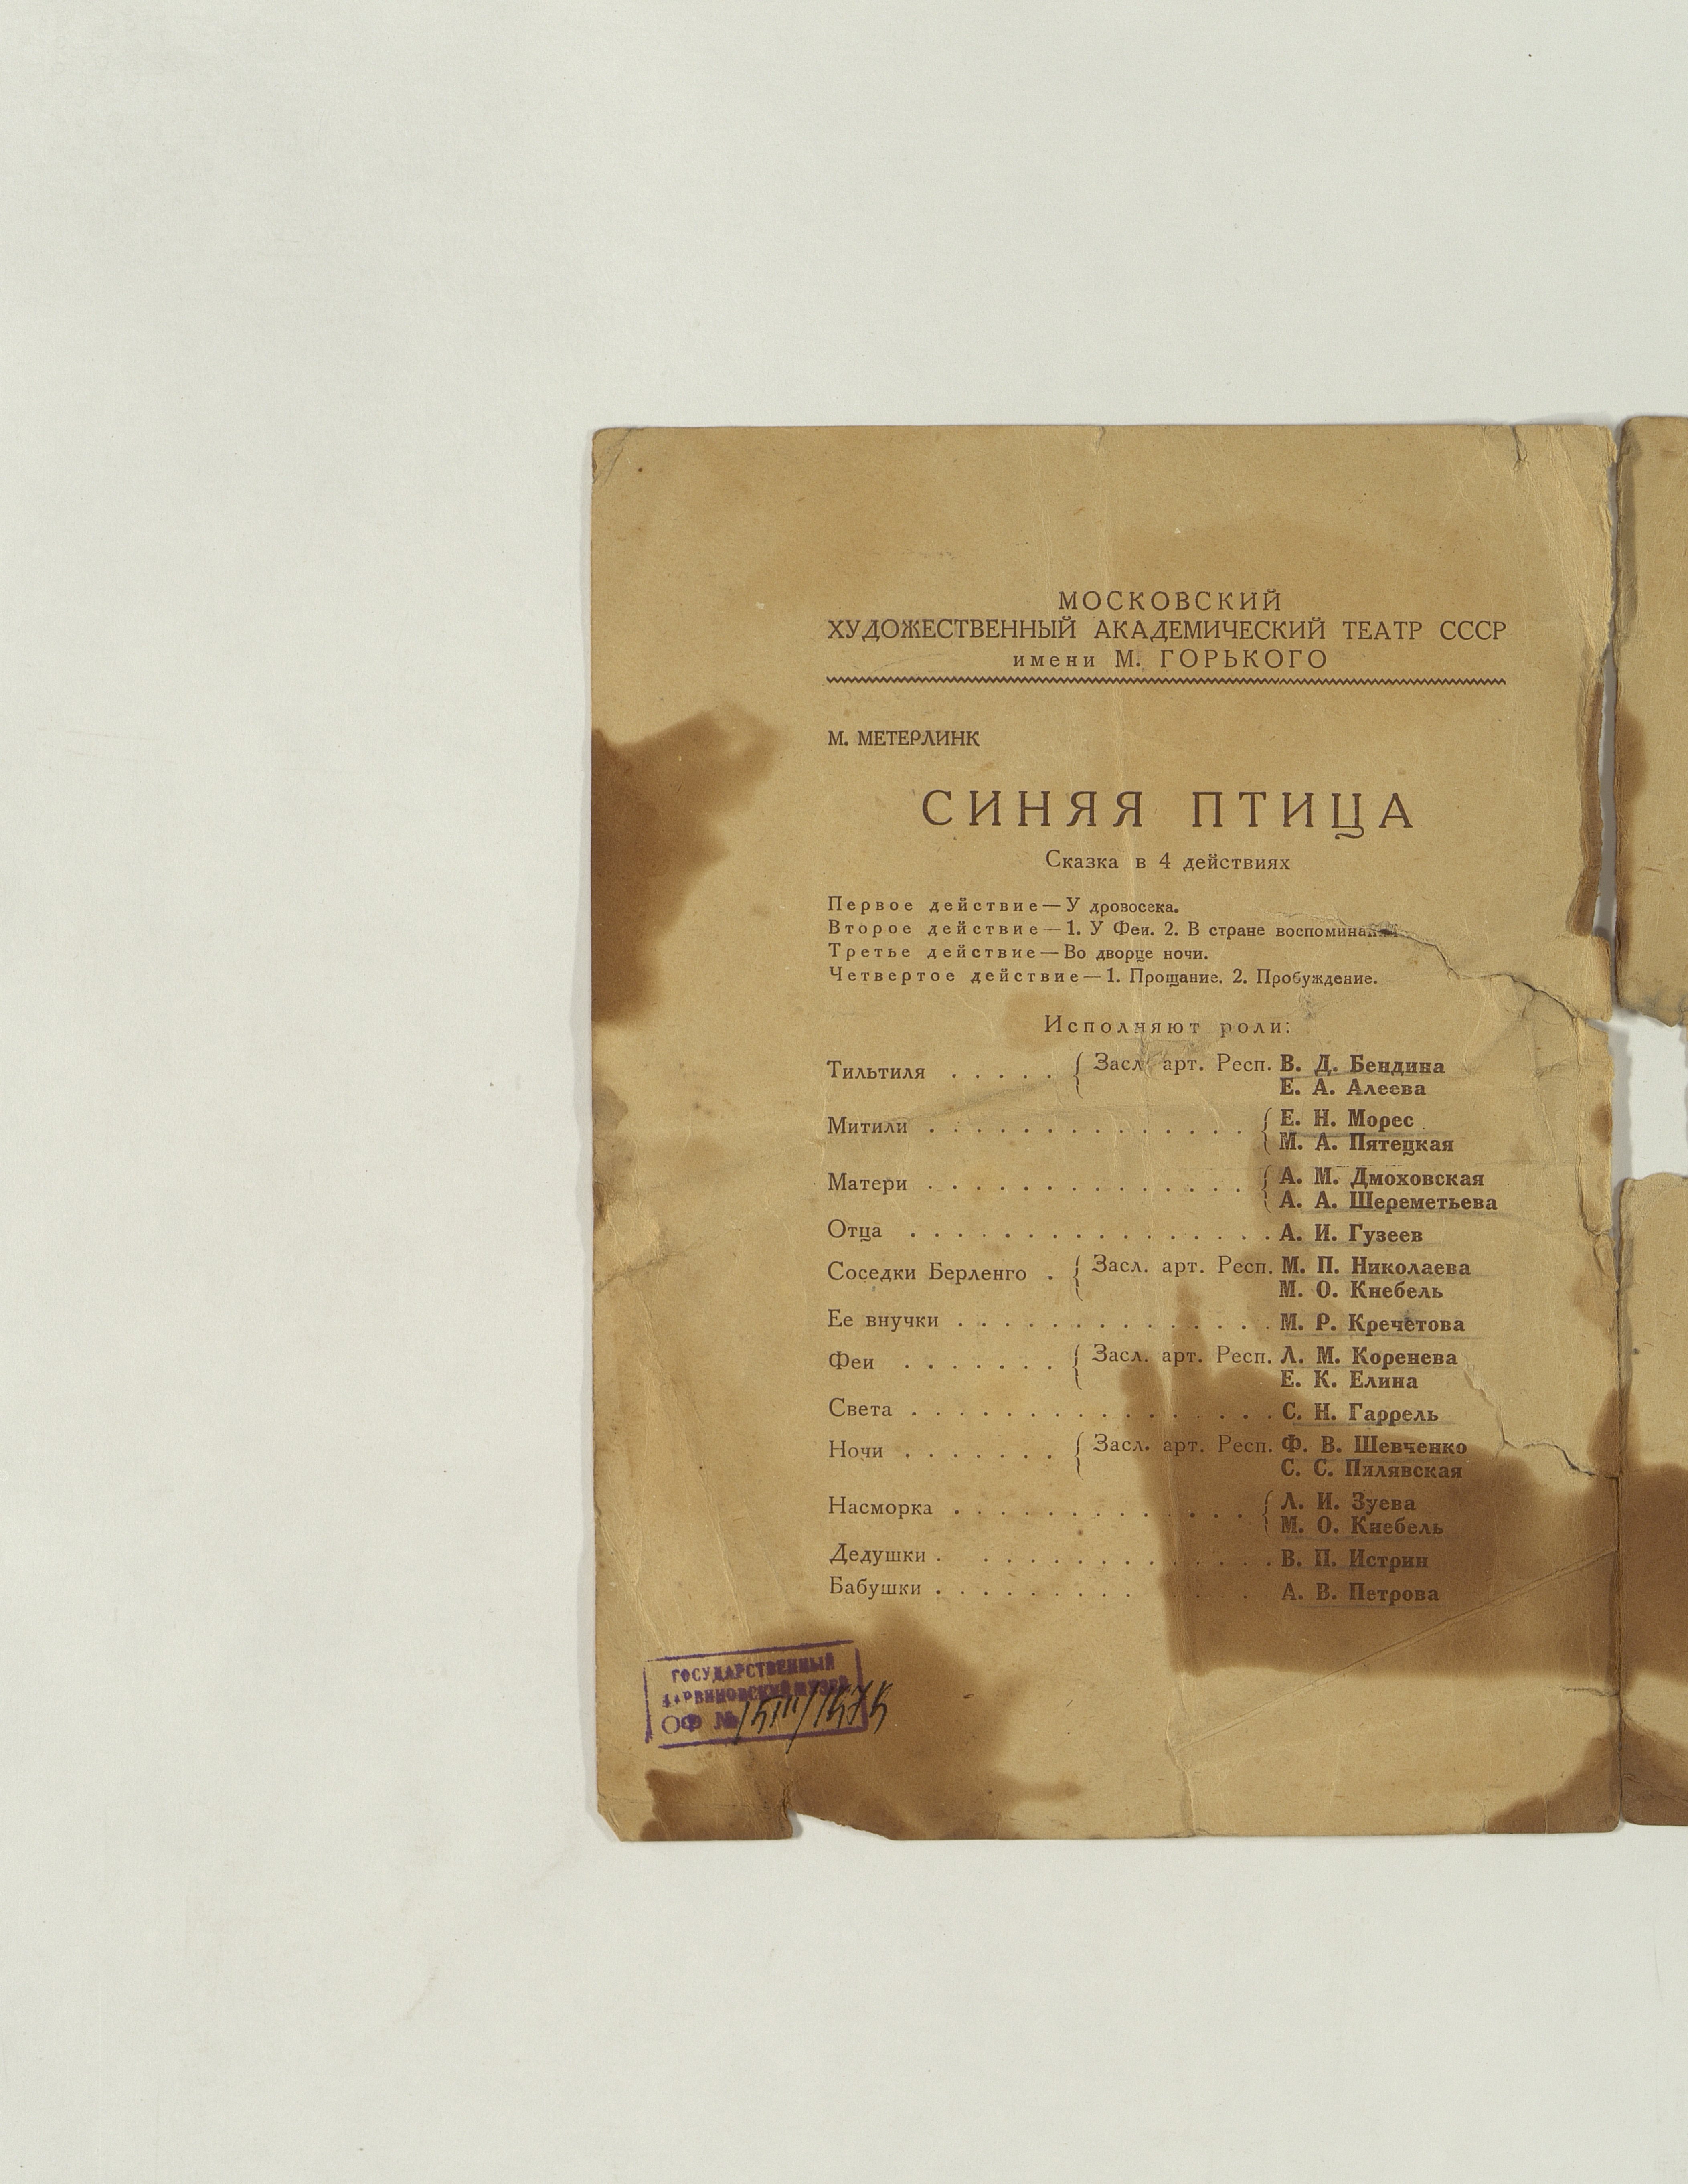 МОСКОВСКИЙ
ХУДОЖЕСТВЕННЫЙ АКАДЕМИЧЕСКИЙ ТЕАТР СССР
имени М. ГОРЬКОГО
М. МЕТЕРЛИНК
СИНЯЯ ПТИЦА
Сказка в 4 действиях
Первое действие—У дровосека.
Второе действие—1. У Феи. 2. В стране воспоминаний.
Третье действие—Во дворце ночи.
Четвертое действие—1. Прощание. 2. Пробуждение.
Исполняют роли:
Тильтиля . . . . . { Засл. арт. Респ. В. Д. Бендина
Е. А. Алеева
Митили . . . . . . . . . . . . . . { Е. Н. Морес
М. А. Пятецкая
Матери . . . . . . . . . . . . . . { А. М. Дмоховская
А. А. Шереметьева
Отца . . . . . . . . . . . . . . . . А. И. Гузеев
Соседки Берленго . { Засл. арт. Респ. М. П. Николаева
М. О. Кнебель
Ее внучки . . . . . . . . . . . . . . М. Р. Кречетова
Феи . . . . . . . { Засл. арт. Респ. Л. М. Коренева
Е. К. Елина
Света . . . . . . . . . . . . . . . . С. Н. Гаррель
Ночи . . . . . . . { Засл. арт. Респ. Ф. В. Шевченко
С. С. Пилявская
Насморка . . . . . . . . . . . . . { Л. И. Зуева
М. О. Кнебель
Дедушки . . . . . . . . . . . . . . В. П. Истрин
Бабушки . . . . . . . . . . . . А. В. Петрова
ГОСУДАРСТВЕННЫЙ
ДАРВИНОВСКИЙ МУЗЕЙ
ОФ №